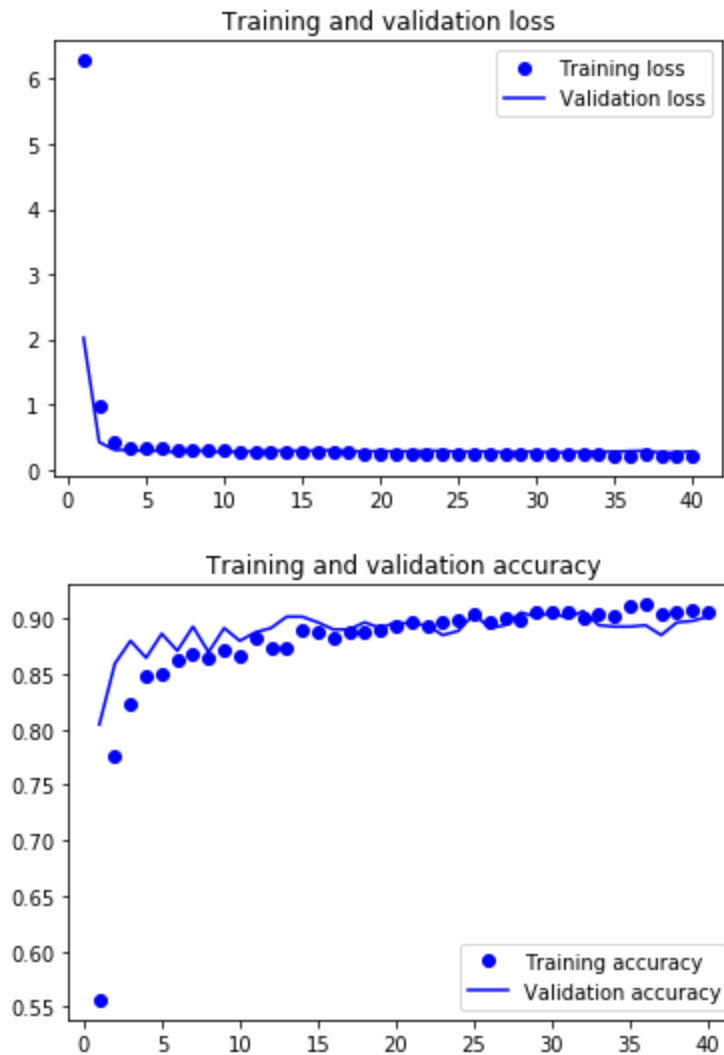 Training and validation loss
Training loss
Validation loss
6
5
4
3
2
1
0
0 5 10 15 20 25 30 35 40
Training and validation accuracy
0.90
0.85
0.80
0.75
0.70
0.65
0.60
0.55
Training accuracy
Validation accuracy
0 5 10 15 20 25 30 35 40